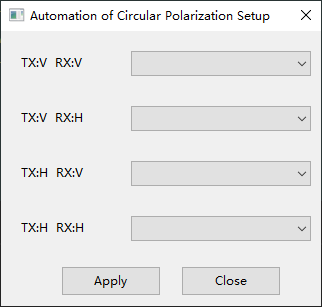 Automation of Circular Polarization Setup
TX:V RX:V
TX:V RX:H
TX:H RX:V
TX:H RX:H
Apply Close